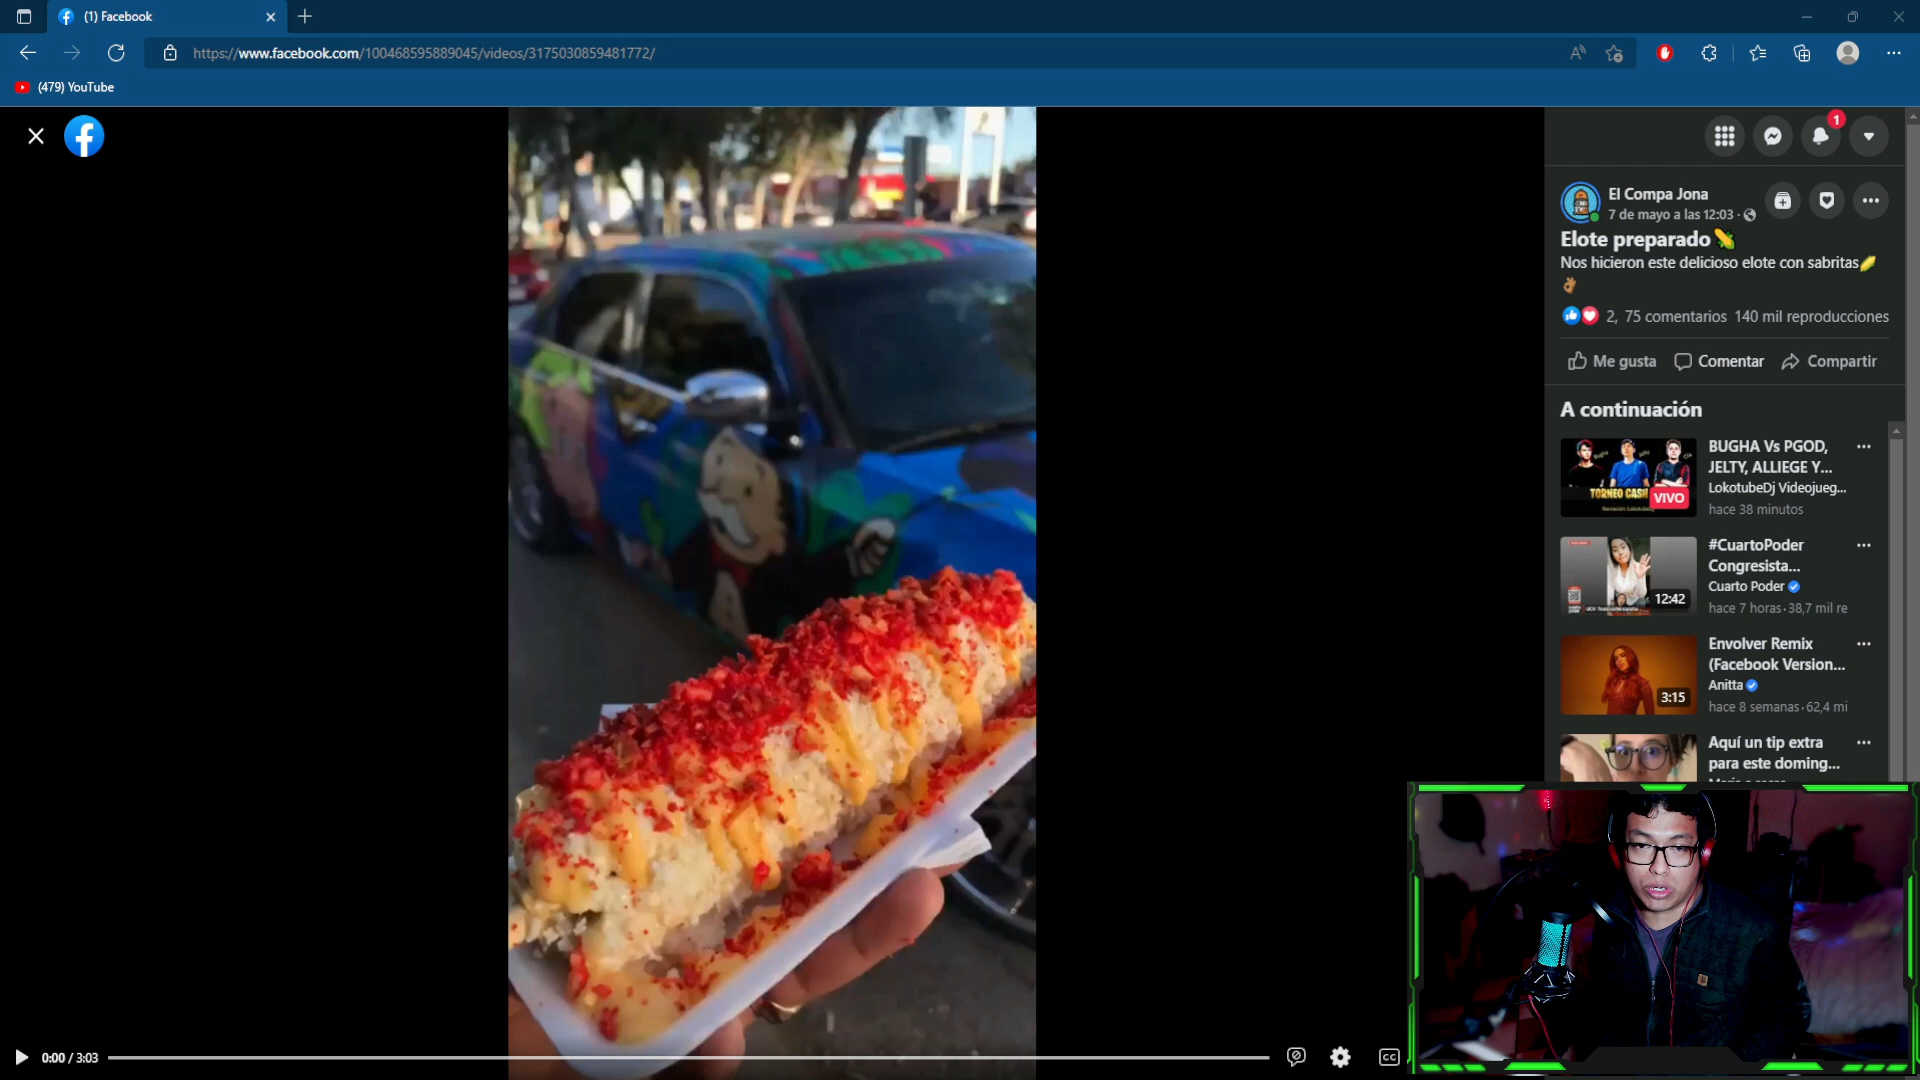 (1) Facebook
https://www.facebook.com/100468595889045/videos/3175030859481772/
(479) YouTube
1
El Compa Jona
7 de mayo a las 12:03 ·
Elote preparado🌽
Nos hicieron este delicioso elote con sabritas🌽
👌🏽
2, 75 comentarios 140 mil reproducciones
Me gusta Comentar Compartir
A continuación
BUGHA Vs PGOD,
JELTY, ALLIEGE Y...
LokotubeDj Videojueg...
hace 38 minutos
TORNEO CASH
VIVO
#CuartoPoder
Congresista...
Cuarto Poder
hace 7 horas · 38,7 mil re
12:42
Envolver Remix
(Facebook Version...
Anitta
hace 8 semanas · 62,4 mi
3:15
Aquí un tip extra
para este doming...
0:00 / 3:03
CC